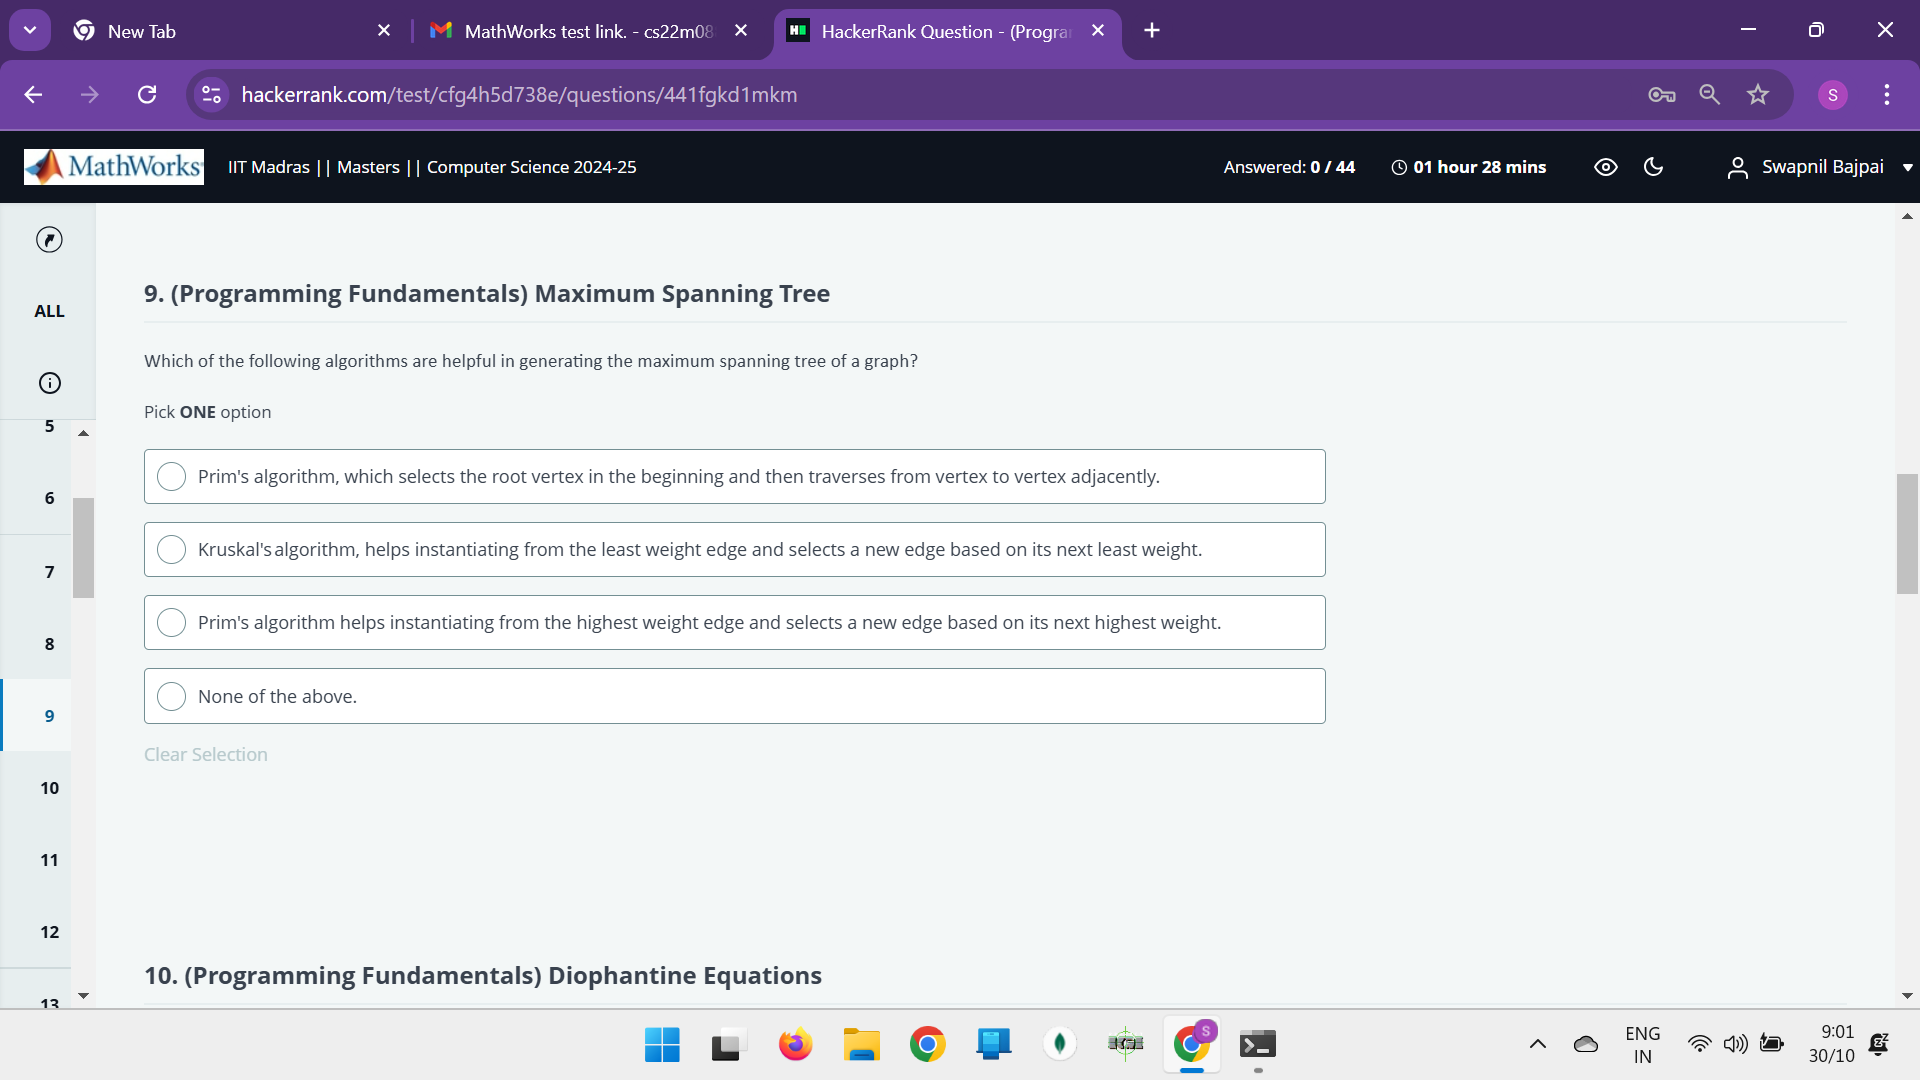 New Tab
MathWorks test link. - cs22m08
HackerRank Question - (Progra
hackerrank.com/test/cfg4h5d738e/questions/441fgkd1mkm
S
MathWorks
IIT Madras || Masters || Computer Science 2024-25
Answered: 0 / 44
01 hour 28 mins
Swapnil Bajpai
ALL
5
6
7
8
9
10
11
12
13
9. (Programming Fundamentals) Maximum Spanning Tree
Which of the following algorithms are helpful in generating the maximum spanning tree of a graph?
Pick ONE option
Prim's algorithm, which selects the root vertex in the beginning and then traverses from vertex to vertex adjacently.
Kruskal's algorithm, helps instantiating from the least weight edge and selects a new edge based on its next least weight.
Prim's algorithm helps instantiating from the highest weight edge and selects a new edge based on its next highest weight.
None of the above.
Clear Selection
10. (Programming Fundamentals) Diophantine Equations
S
ENG
IN
9:01
30/10